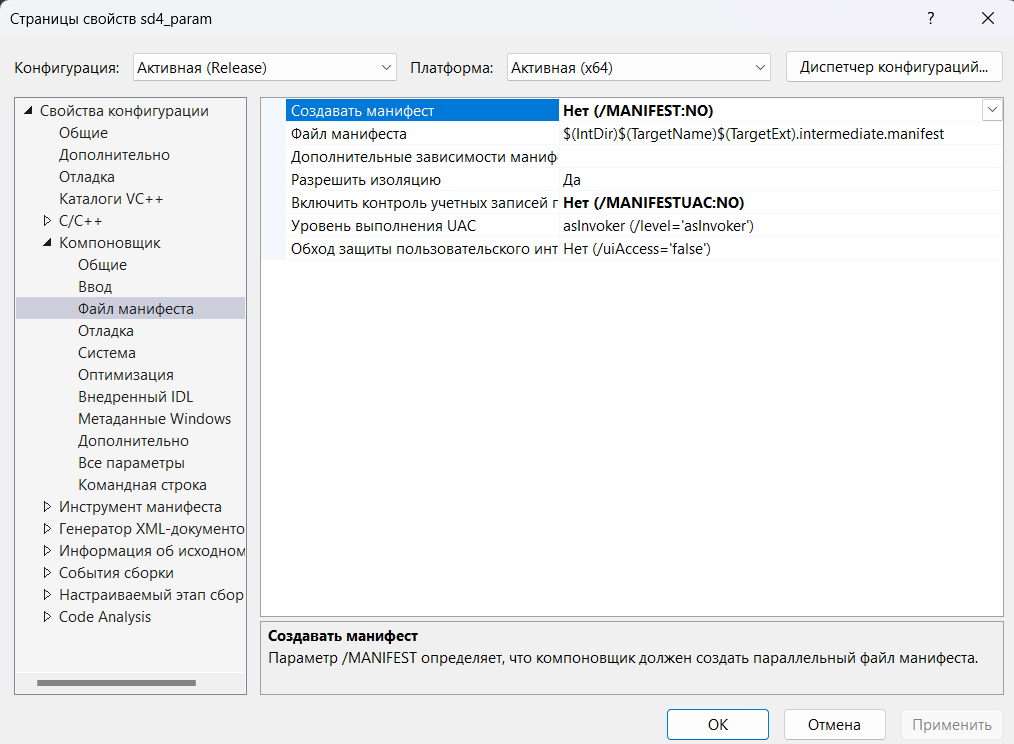 Страницы свойств sd4_param
?
Конфигурация: Активная (Release) Платформа: Активная (x64) Диспетчер конфигураций...
Свойства конфигурации
Общие
Дополнительно
Отладка
Каталоги VC++
C/C++
Компоновщик
Общие
Ввод
Файл манифеста
Отладка
Система
Оптимизация
Внедренный IDL
Метаданные Windows
Дополнительно
Все параметры
Командная строка
Инструмент манифеста
Генератор XML-документо
Информация об исходном
События сборки
Настраиваемый этап сбор
Code Analysis
Создавать манифест Нет (/MANIFEST:NO)
Файл манифеста $(IntDir)$(TargetName)$(TargetExt).intermediate.manifest
Дополнительные зависимости маниф
Разрешить изоляцию Да
Включить контроль учетных записей п Нет (/MANIFESTUAC:NO)
Уровень выполнения UAC asInvoker (/level='asInvoker')
Обход защиты пользовательского инт Нет (/uiAccess='false')
Создавать манифест
Параметр /MANIFEST определяет, что компоновщик должен создать параллельный файл манифеста.
ОК Отмена Применить